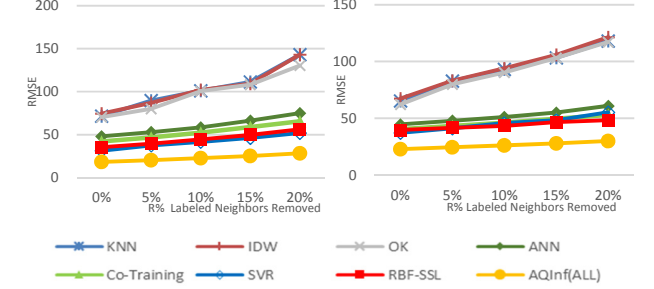 200
150
100
50
0
RMSE
0% 5% 10% 15% 20%
R% Labeled Neighbors Removed
150
100
50
0
RMSE
0% 5% 10% 15% 20%
R% Labeled Neighbors Removed
KNN IDW OK ANN
Co-Training SVR RBF-SSL AQInf(ALL)